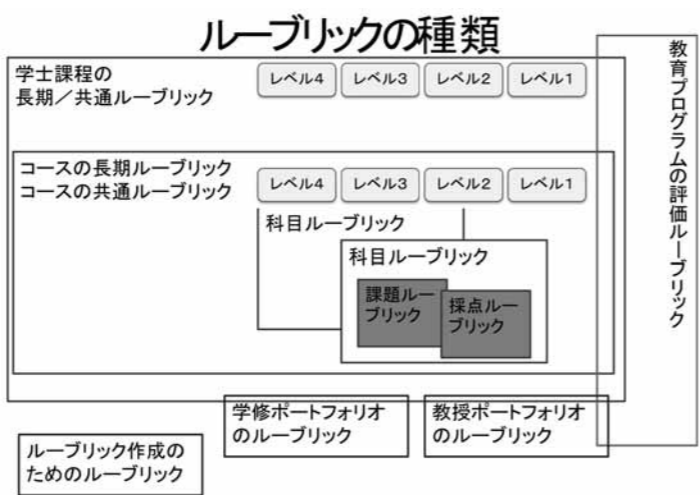 ルーブリックの種類
学士課程の
長期／共通ルーブリック
レベル4
レベル3
レベル2
レベル1
コースの長期ルーブリック
コースの共通ルーブリック
レベル4
レベル3
レベル2
レベル1
科目ルーブリック
科目ルーブリック
課題ルー
ブリック
採点ルー
ブリック
教育プログラムの評価ルーブリック
学修ポートフォリオ
のルーブリック
教授ポートフォリオ
のルーブリック
ルーブリック作成の
ためのルーブリック